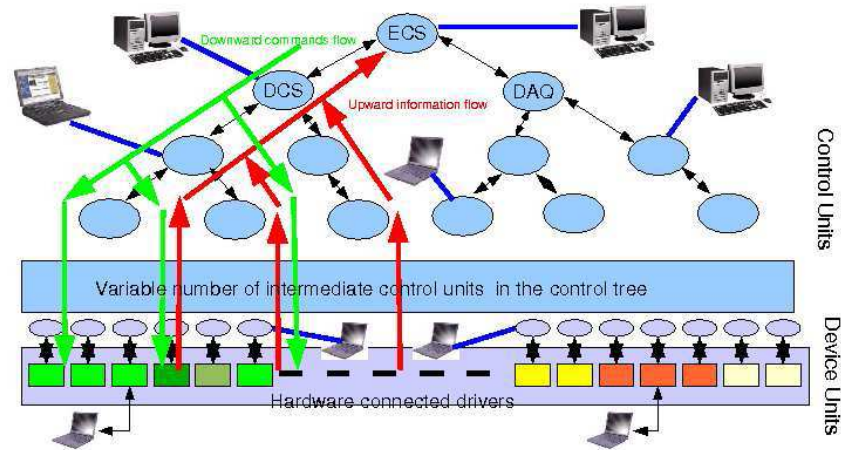 ECS
Downward commands flow
DCS
DAQ
Upward information flow
Control Units
Variable number of intermediate control units in the control tree
Device Units
Hardware connected drivers